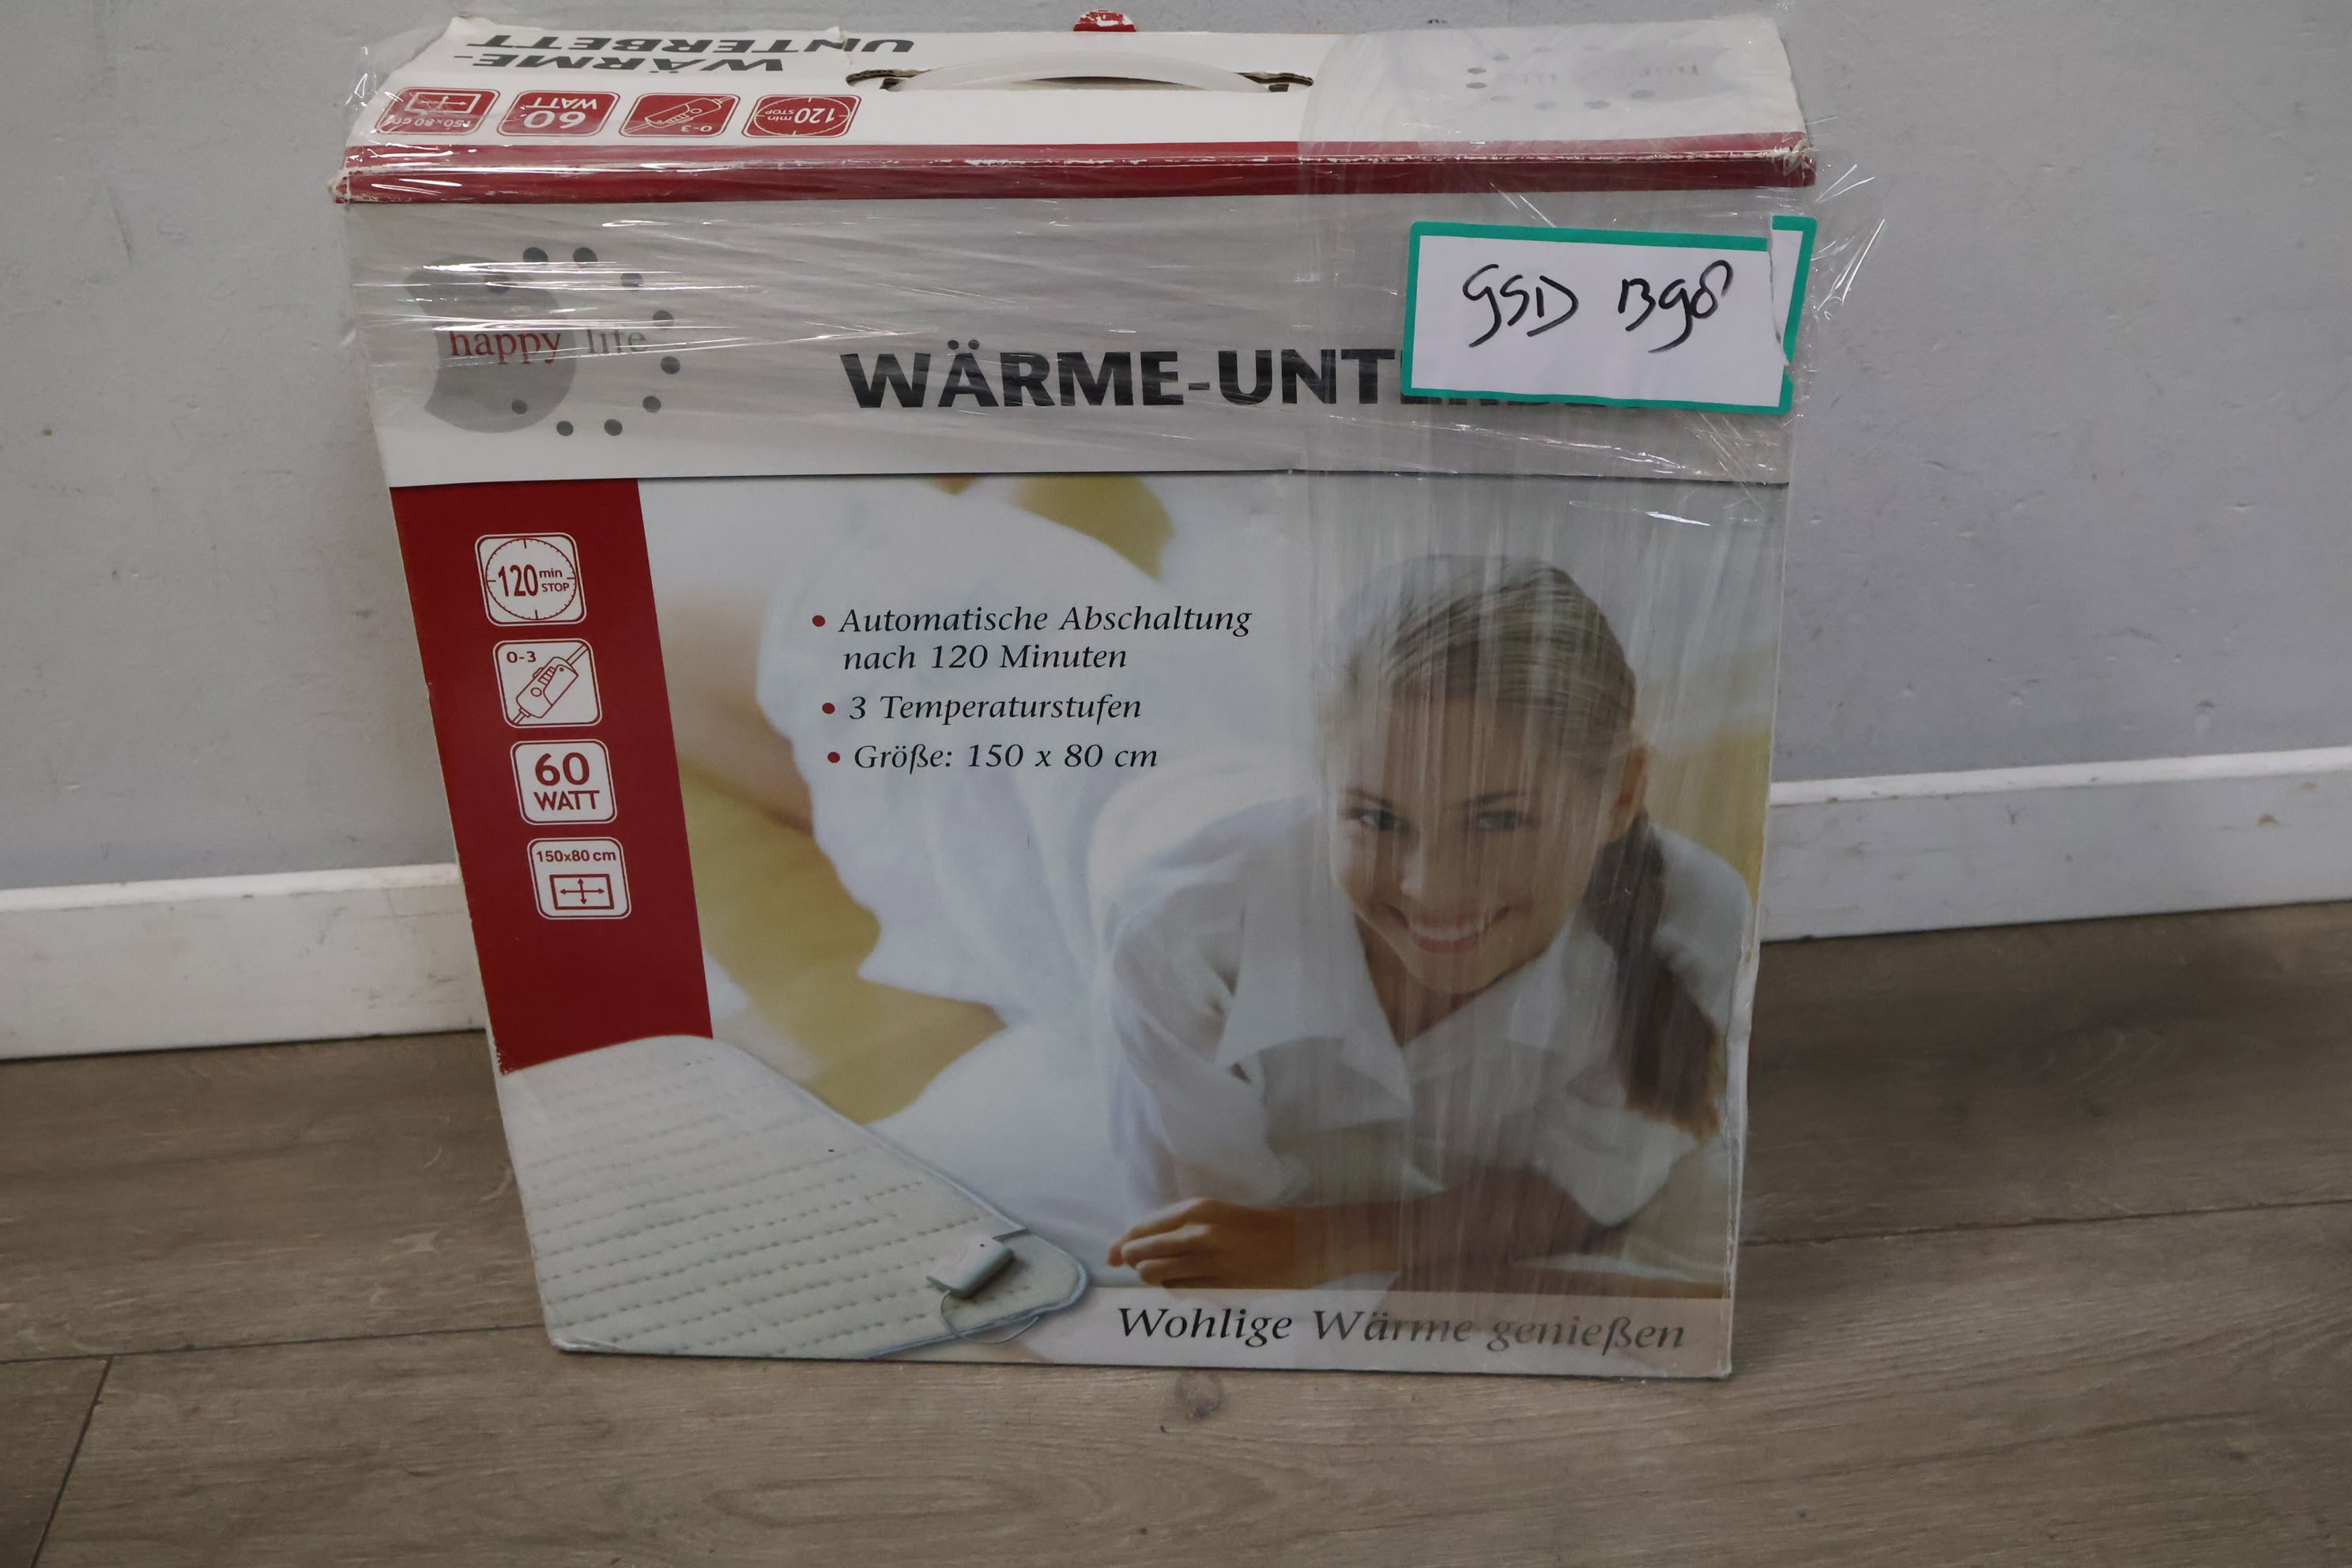 WÄRME-
UNTERBETT
150x80 cm
60
WATT
0-3
120 min
STOP
happy life
WÄRME-UNT
GSD B98
120 min
STOP
0-3
60
WATT
150x80 cm
• Automatische Abschaltung
nach 120 Minuten
• 3 Temperaturstufen
• Größe: 150 x 80 cm
Wohlige Wärme genießen